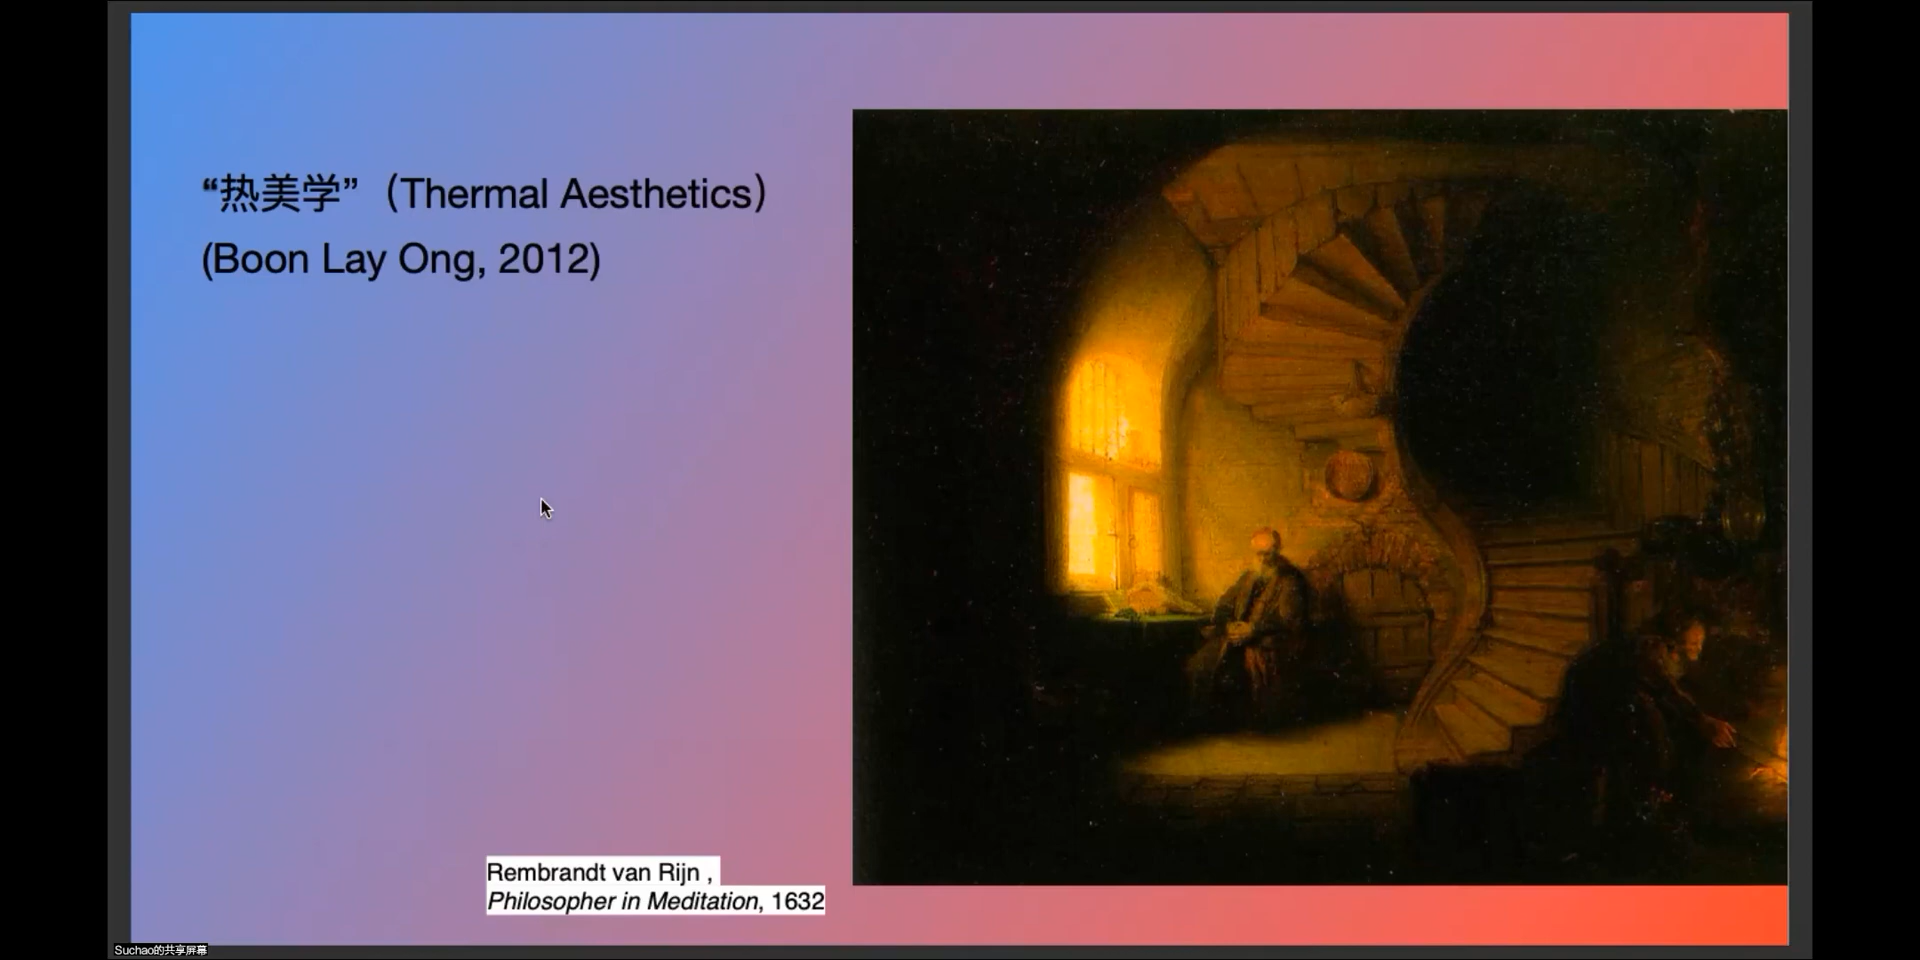 “热美学”（Thermal Aesthetics）
(Boon Lay Ong, 2012)
Rembrandt van Rijn ,
Philosopher in Meditation, 1632
Suchao的共享屏幕